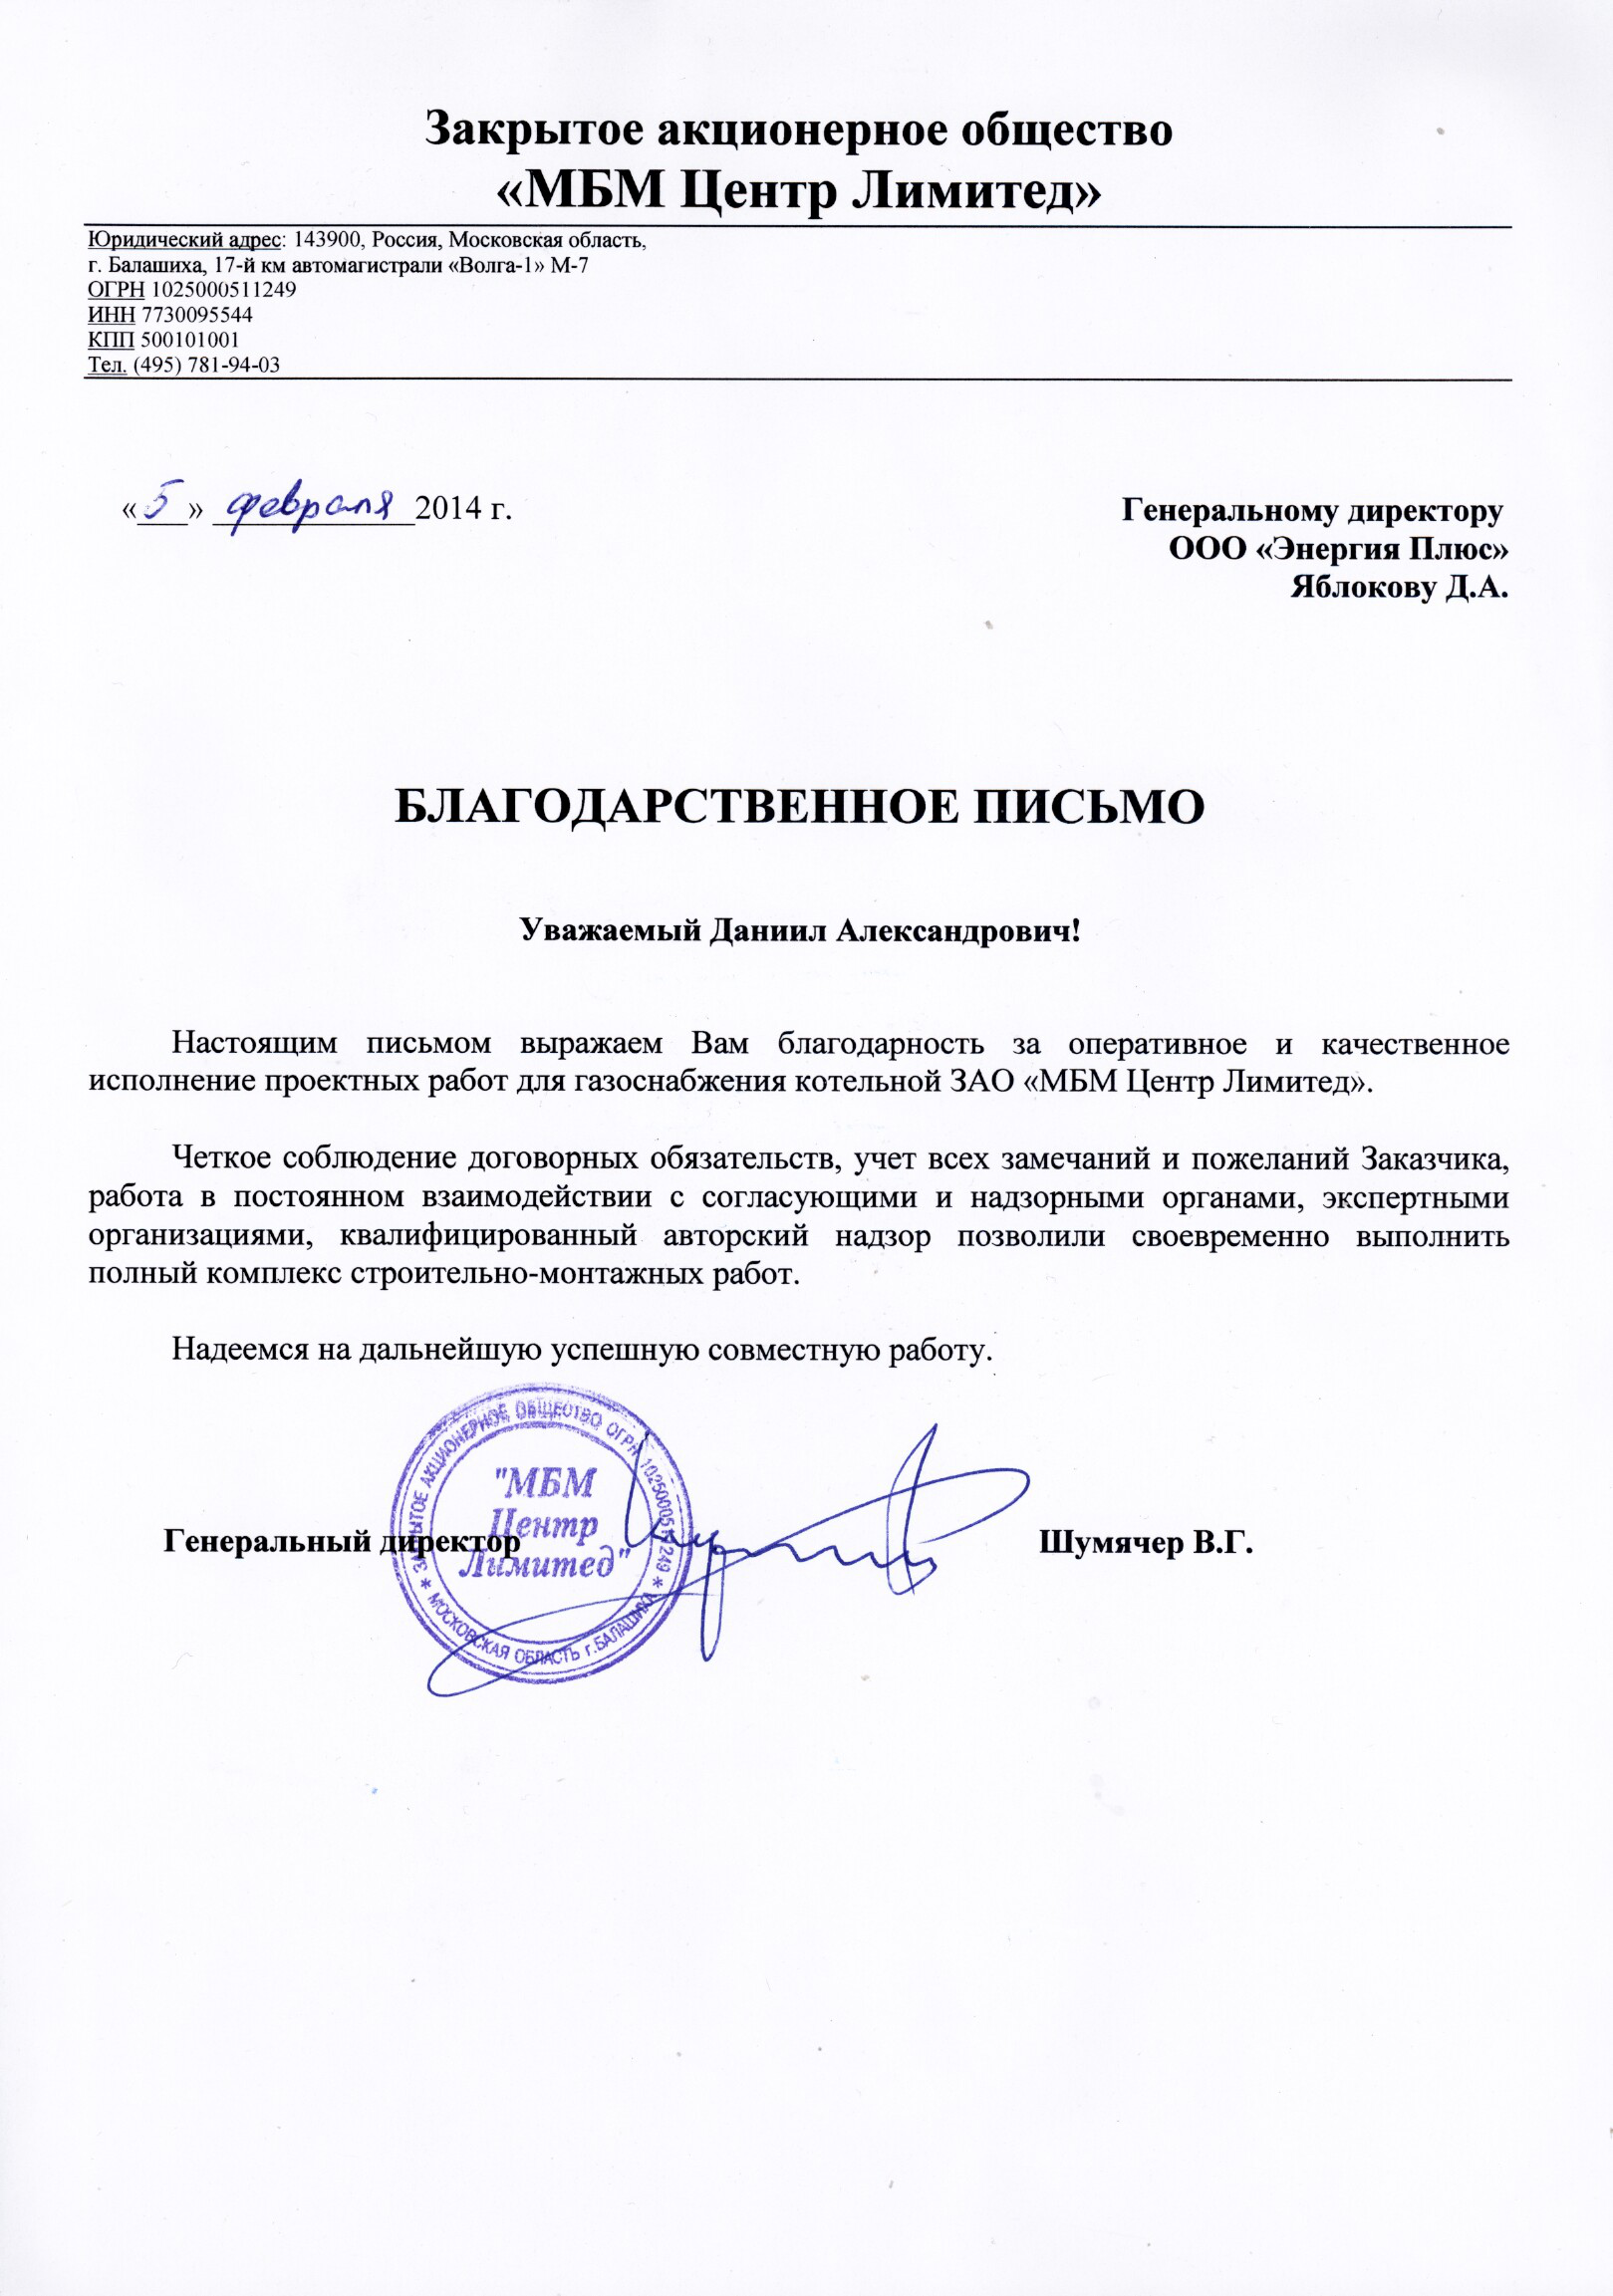 Закрытое акционерное общество
«МБМ Центр Лимитед»
Юридический адрес: 143900, Россия, Московская область,
г. Балашиха, 17-й км автомагистрали «Волга-1» М-7
ОГРН 1025000511249
ИНН 7730095544
КПП 500101001
Тел. (495) 781-94-03
«5» февраля 2014 г.
Генеральному директору
ООО «Энергия Плюс»
Яблокову Д.А.
БЛАГОДАРСТВЕННОЕ ПИСЬМО
Уважаемый Даниил Александрович!
Настоящим письмом выражаем Вам благодарность за оперативное и качественное
исполнение проектных работ для газоснабжения котельной ЗАО «МБМ Центр Лимитед».
Четкое соблюдение договорных обязательств, учет всех замечаний и пожеланий Заказчика,
работа в постоянном взаимодействии с согласующими и надзорными органами, экспертными
организациями, квалифицированный авторский надзор позволили своевременно выполнить
полный комплекс строительно-монтажных работ.
Надеемся на дальнейшую успешную совместную работу.
Генеральный директор
Шумячер В.Г.
ЗАКРЫТОЕ АКЦИОНЕРНОЕ ОБЩЕСТВО ОГРН 1025000511249
"МБМ
Центр
Лимитед"
* МОСКОВСКАЯ ОБЛАСТЬ г.БАЛАШИХА *